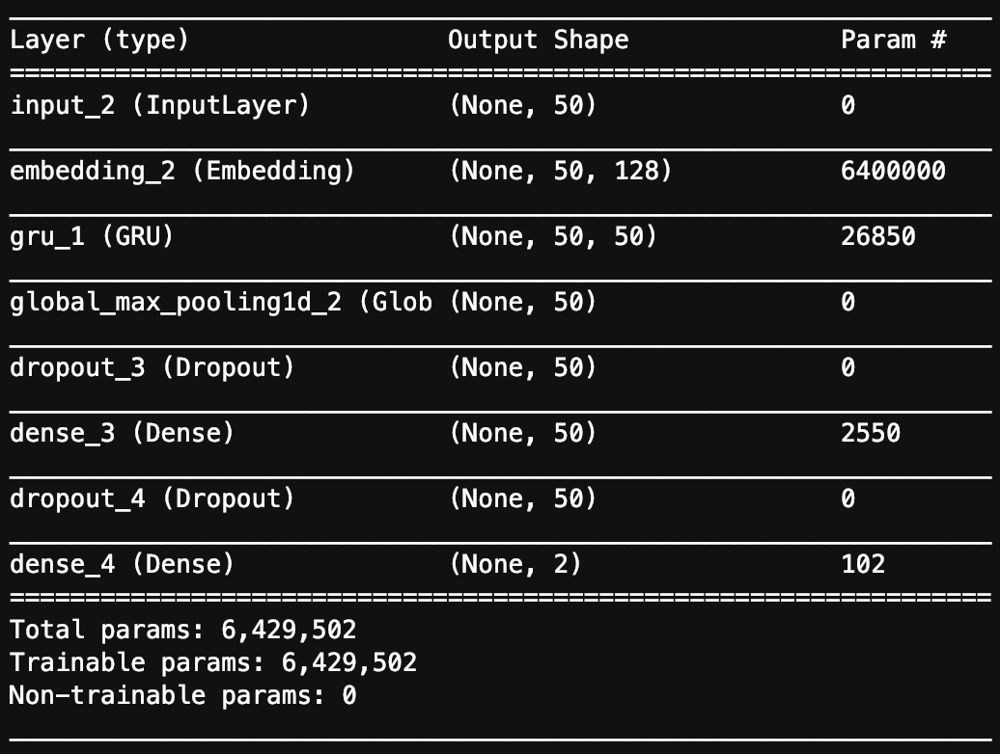 Layer (type) Output Shape Param #
=================================================================
input_2 (InputLayer) (None, 50) 0
_________________________________________________________________
embedding_2 (Embedding) (None, 50, 128) 6400000
_________________________________________________________________
gru_1 (GRU) (None, 50, 50) 26850
_________________________________________________________________
global_max_pooling1d_2 (Glob (None, 50) 0
_________________________________________________________________
dropout_3 (Dropout) (None, 50) 0
_________________________________________________________________
dense_3 (Dense) (None, 50) 2550
_________________________________________________________________
dropout_4 (Dropout) (None, 50) 0
_________________________________________________________________
dense_4 (Dense) (None, 2) 102
=================================================================
Total params: 6,429,502
Trainable params: 6,429,502
Non-trainable params: 0
_________________________________________________________________